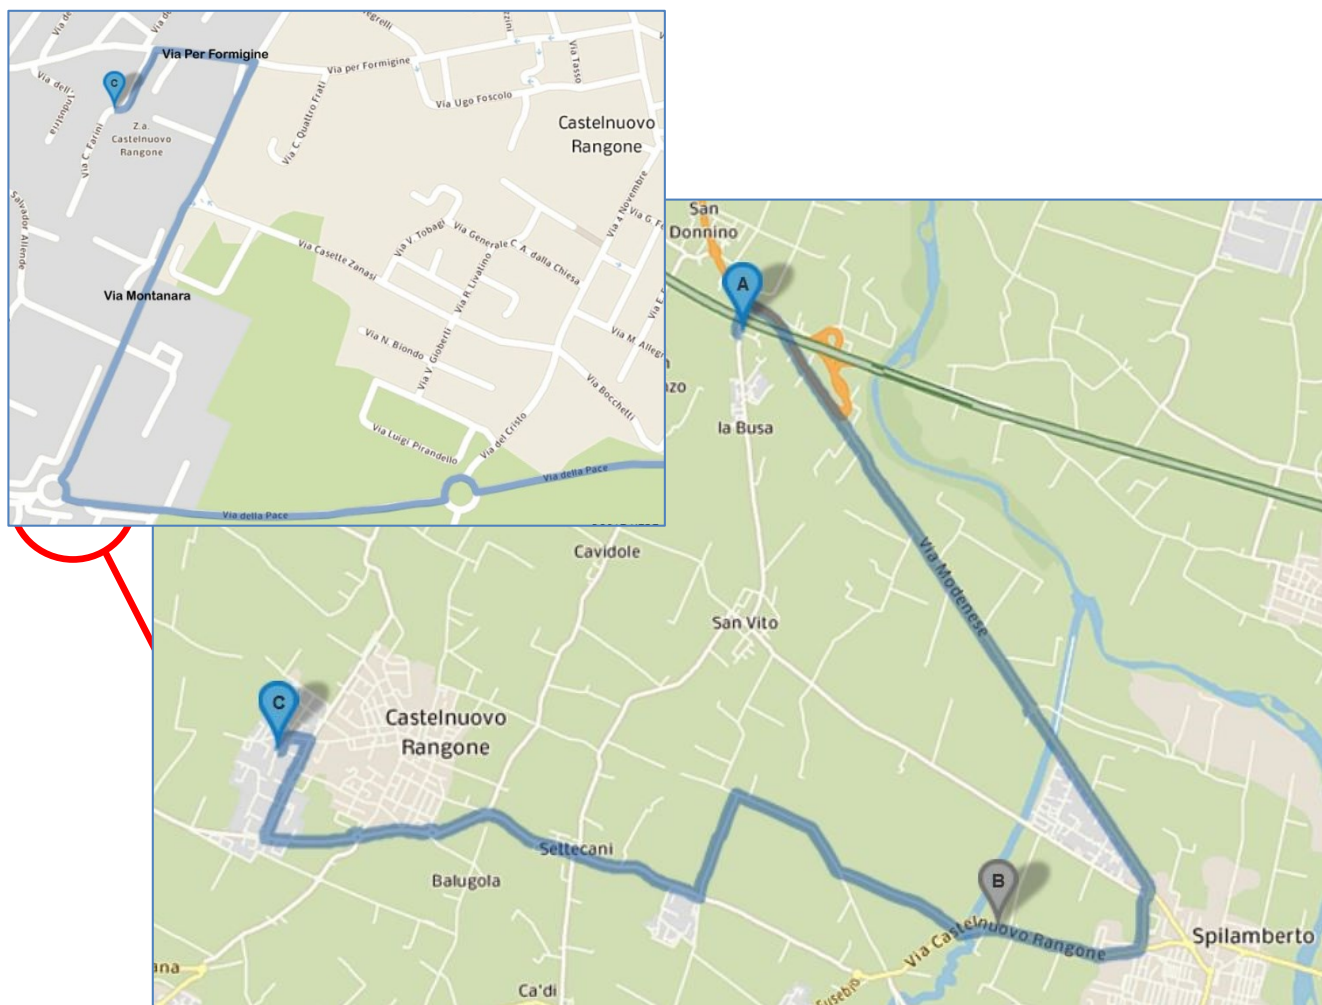 Via Per Formigine
Via per Formigine
Via Tasso
Via Ugo Foscolo
Via dell'Industria
C
Z.a.
Castelnuovo
Rangone
Via C. Farini
Via C. Quattro Frati
Castelnuovo
Rangone
Salvador Allende
Via 4 Novembre
Via V. Tobagi
Via Generale C. A. dalla Chiesa
Via Casette Zanasi
Via R. Livatino
Via Montanara
Via N. Biondo
Via V. Gioberti
Via Bocchetti
Via Luigi Pirandello
Via del Cristo
Via della Pace
Via della Pace
San
Donnino
A
la Busa
Via Modenese
Cavidole
San Vito
C
Castelnuovo
Rangone
Settecani
Balugola
B
Via Castelnuovo Rangone
Spilamberto
Ca'di